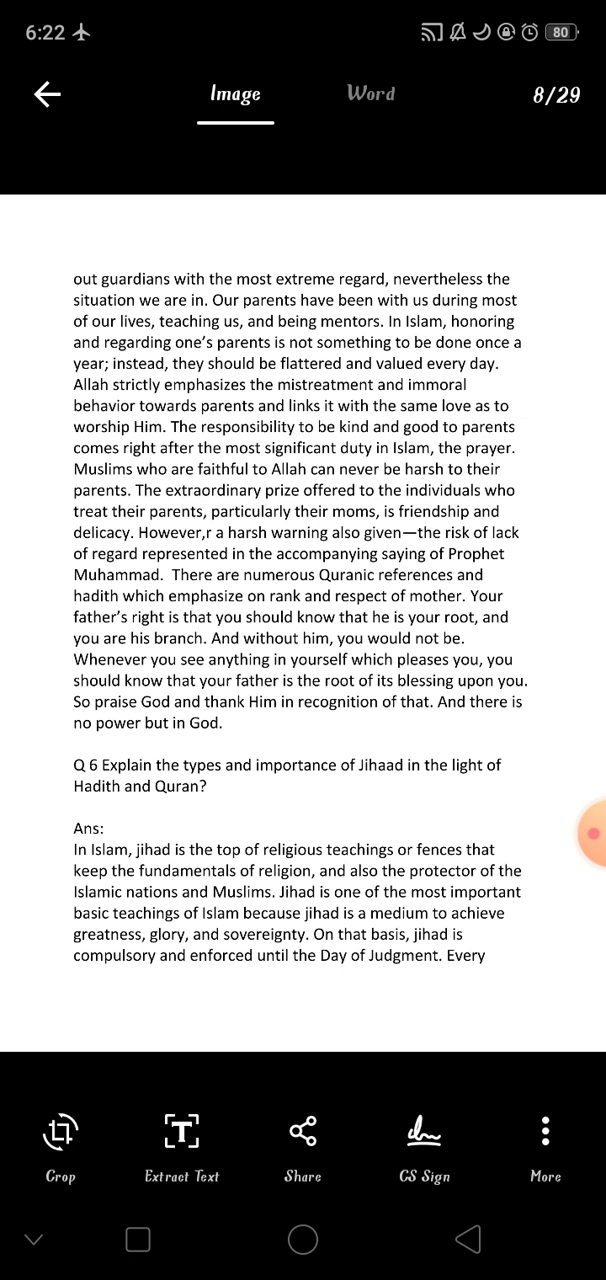 6:22
80
Image Word 8/29
out guardians with the most extreme regard, nevertheless the
situation we are in. Our parents have been with us during most
of our lives, teaching us, and being mentors. In Islam, honoring
and regarding one’s parents is not something to be done once a
year; instead, they should be flattered and valued every day.
Allah strictly emphasizes the mistreatment and immoral
behavior towards parents and links it with the same love as to
worship Him. The responsibility to be kind and good to parents
comes right after the most significant duty in Islam, the prayer.
Muslims who are faithful to Allah can never be harsh to their
parents. The extraordinary prize offered to the individuals who
treat their parents, particularly their moms, is friendship and
delicacy. However,r a harsh warning also given—the risk of lack
of regard represented in the accompanying saying of Prophet
Muhammad.  There are numerous Quranic references and
hadith which emphasize on rank and respect of mother. Your
father’s right is that you should know that he is your root, and
you are his branch. And without him, you would not be.
Whenever you see anything in yourself which pleases you, you
should know that your father is the root of its blessing upon you.
So praise God and thank Him in recognition of that. And there is
no power but in God.
Q 6 Explain the types and importance of Jihaad in the light of
Hadith and Quran?
Ans:
In Islam, jihad is the top of religious teachings or fences that
keep the fundamentals of religion, and also the protector of the
Islamic nations and Muslims. Jihad is one of the most important
basic teachings of Islam because jihad is a medium to achieve
greatness, glory, and sovereignty. On that basis, jihad is
compulsory and enforced until the Day of Judgment. Every
Crop Extract Text Share CS Sign More